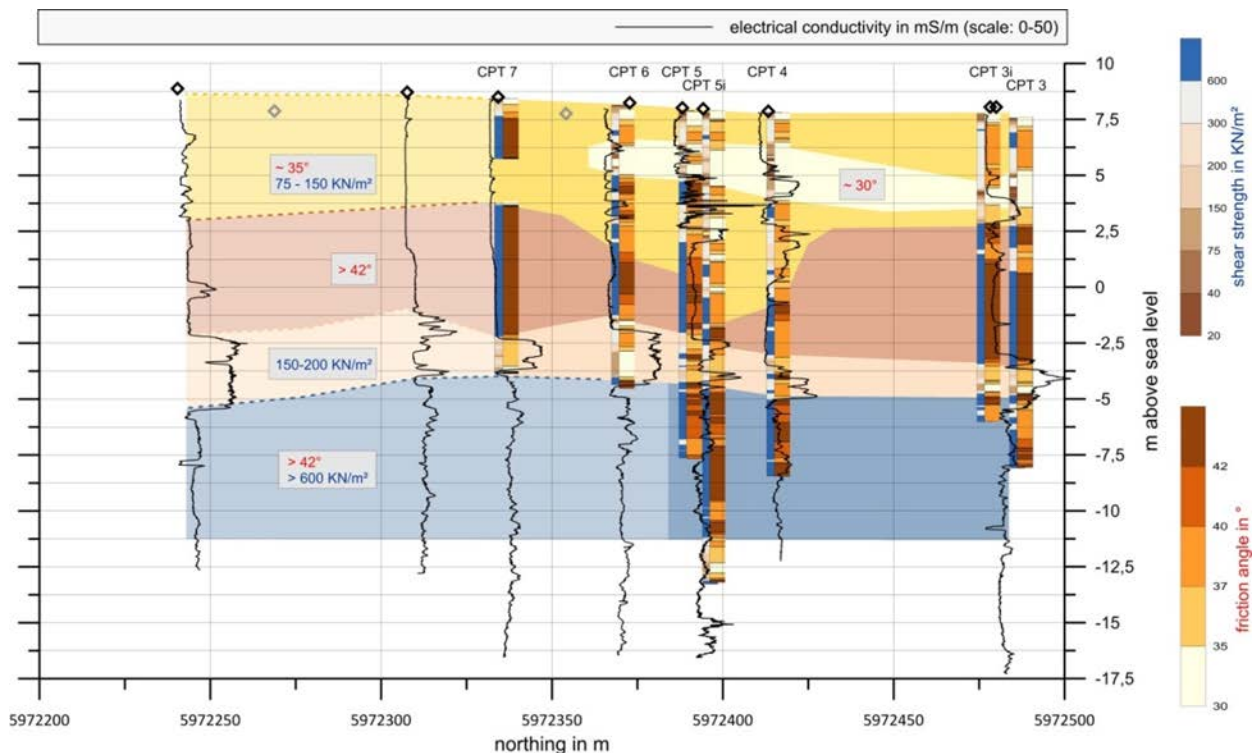 electrical conductivity in mS/m (scale: 0-50)
CPT 7
CPT 6
CPT 5
CPT 5i
CPT 4
CPT 3i
CPT 3
10
7,5
5
2,5
0
-2,5
-5
-7,5
-10
-12,5
-15
-17,5
m above sea level
~ 35°
75 - 150 KN/m²
~ 30°
> 42°
150-200 KN/m²
> 42°
> 600 KN/m²
5972200
5972250
5972300
5972350
5972400
5972450
5972500
northing in m
600
300
200
150
75
40
20
shear strength in KN/m²
42
40
37
35
30
friction angle in °